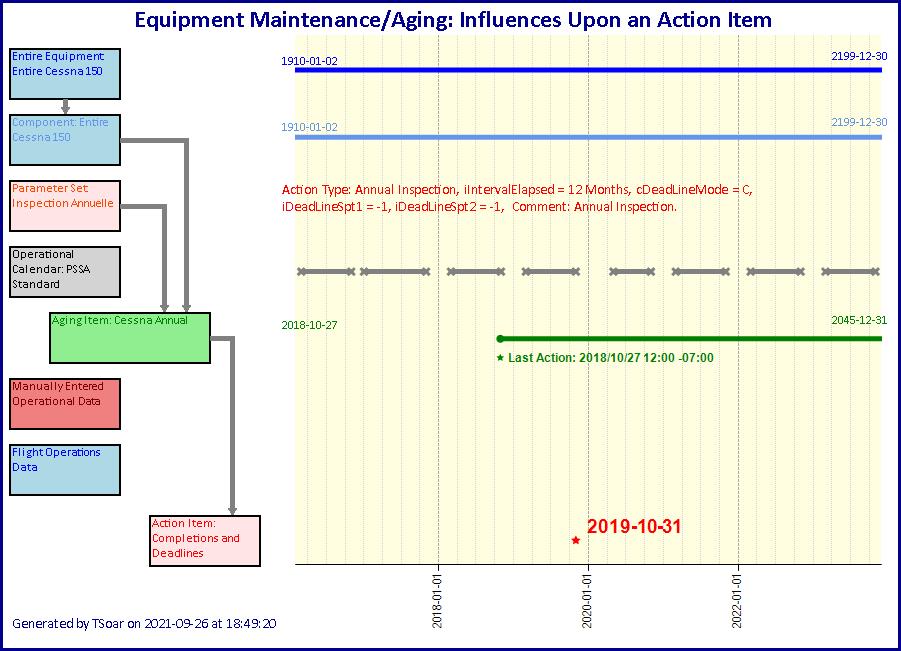 Equipment Maintenance/Aging: Influences Upon an Action Item
Entire Equipment
Entire Cessna 150
1910-01-02
2199-12-30
Component: Entire
Cessna 150
1910-01-02
2199-12-30
Parameter Set
Inspection Annuelle
Action Type: Annual Inspection, iIntervalElapsed = 12 Months, cDeadLineMode = C,
iDeadLineSpt1 = -1, iDeadLineSpt2 = -1,  Comment: Annual Inspection.
Operational
Calendar: PSSA
Standard
Aging Item: Cessna Annual
2018-10-27
2045-12-31
★ Last Action: 2018/10/27 12:00 -07:00
Manually Entered
Operational Data
Flight Operations
Data
Action Item:
Completions and
Deadlines
★ 2019-10-31
2018-01-01
2020-01-01
2022-01-01
Generated by TSoar on 2021-09-26 at 18:49:20